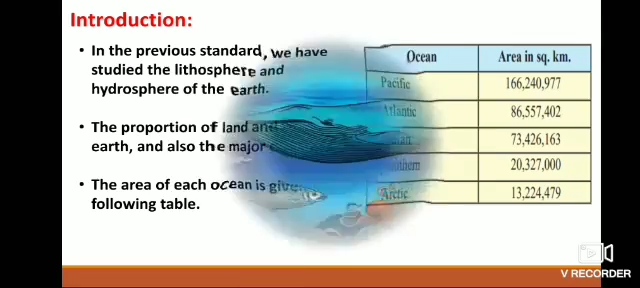 Introduction:
• In the previous standard, we have
studied the lithosphere and
hydrosphere of the earth.
• The proportion of land and
earth, and also the major
• The area of each ocean is give
following table.
Ocean Area in sq. km.
Pacific 166,240,977
Atlantic 86,557,402
73,426,163
20,327,000
Arctic 13,224,479
V RECORDER